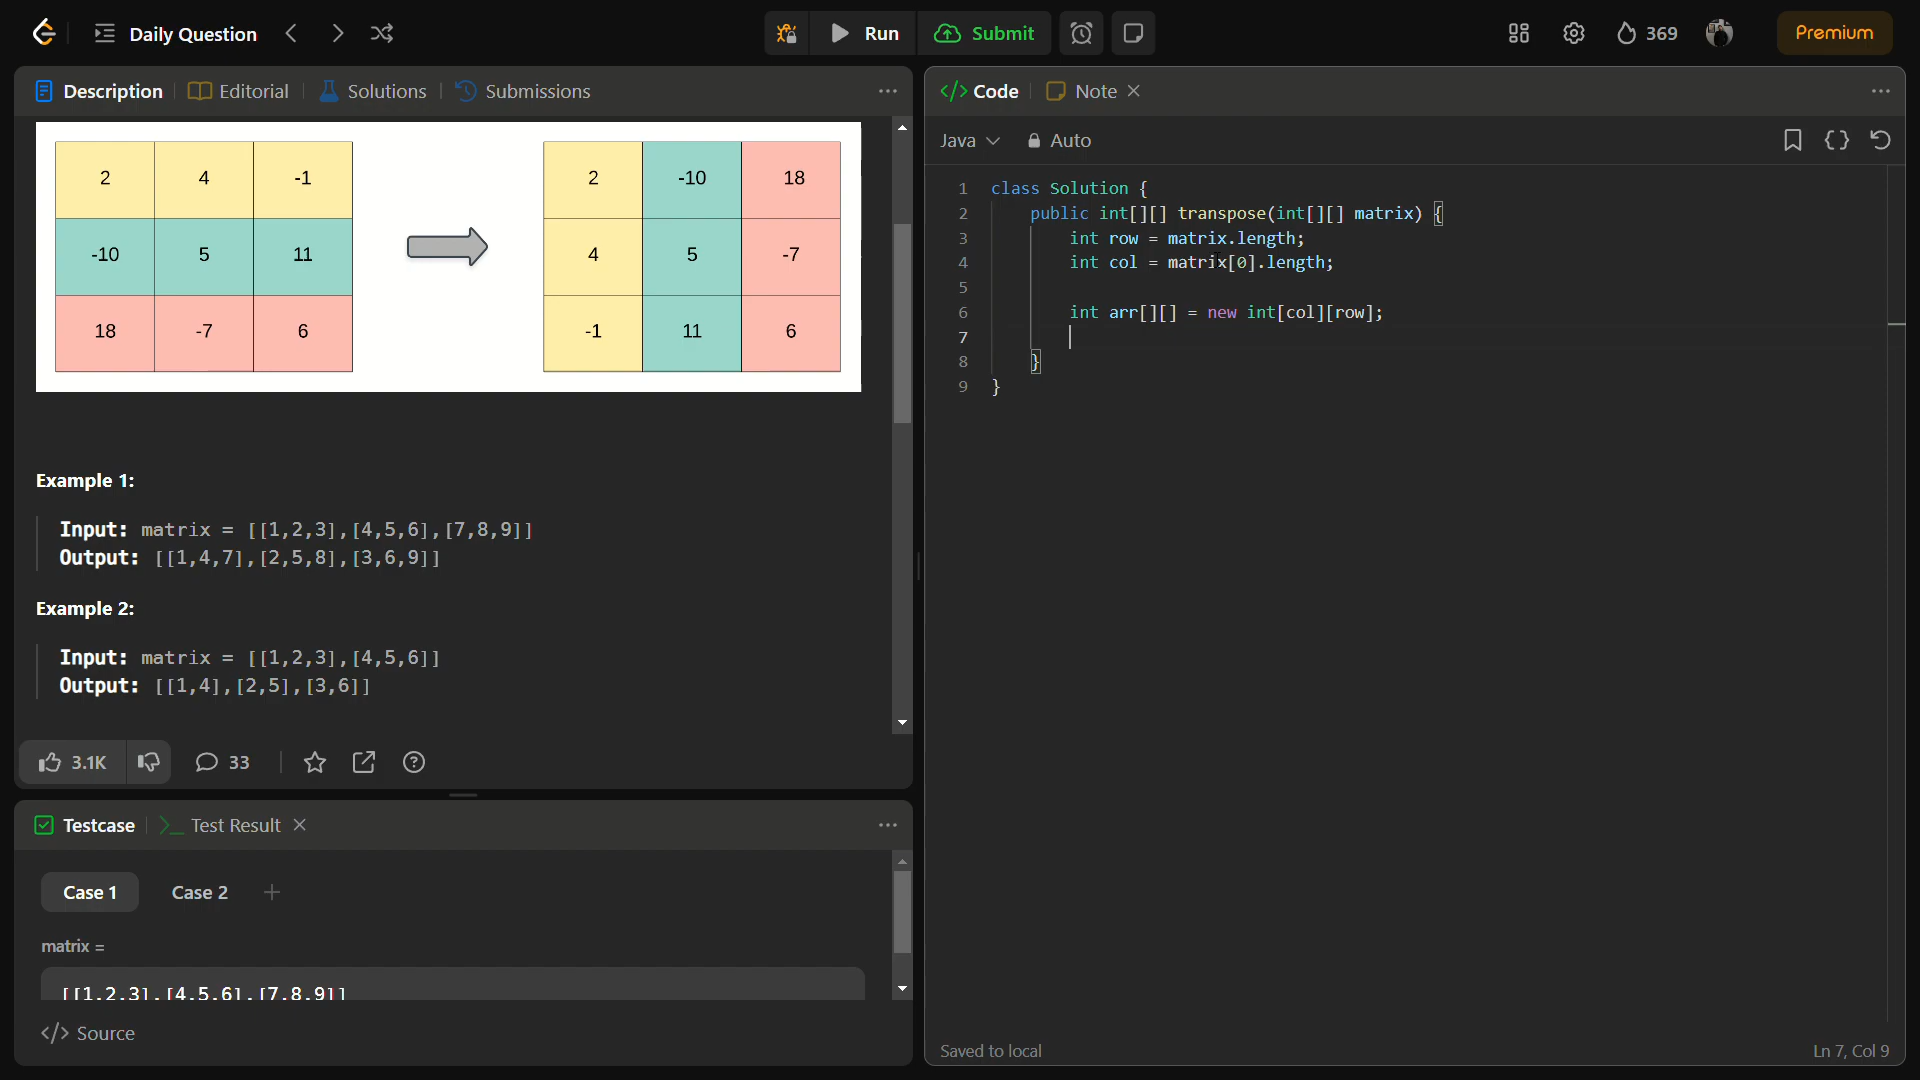 Daily Question
Run
Submit
369
Premium
Description
Editorial
Solutions
Submissions
2 4 -1
-10 5 11
18 -7 6
2 -10 18
4 5 -7
-1 11 6
Example 1:
Input: matrix = [[1,2,3],[4,5,6],[7,8,9]]
Output: [[1,4,7],[2,5,8],[3,6,9]]
Example 2:
Input: matrix = [[1,2,3],[4,5,6]]
Output: [[1,4],[2,5],[3,6]]
3.1K
33
Testcase
>_ Test Result
Case 1
Case 2
+
matrix =
[[1,2,3],[4,5,6],[7,8,9]]
</> Source
</> Code
Note
Java
Auto
{}
1 class Solution {
2 public int[][] transpose(int[][] matrix) {
3 int row = matrix.length;
4 int col = matrix[0].length;
5
6 int arr[][] = new int[col][row];
7
8 }
9 }
Saved to local
Ln 7, Col 9